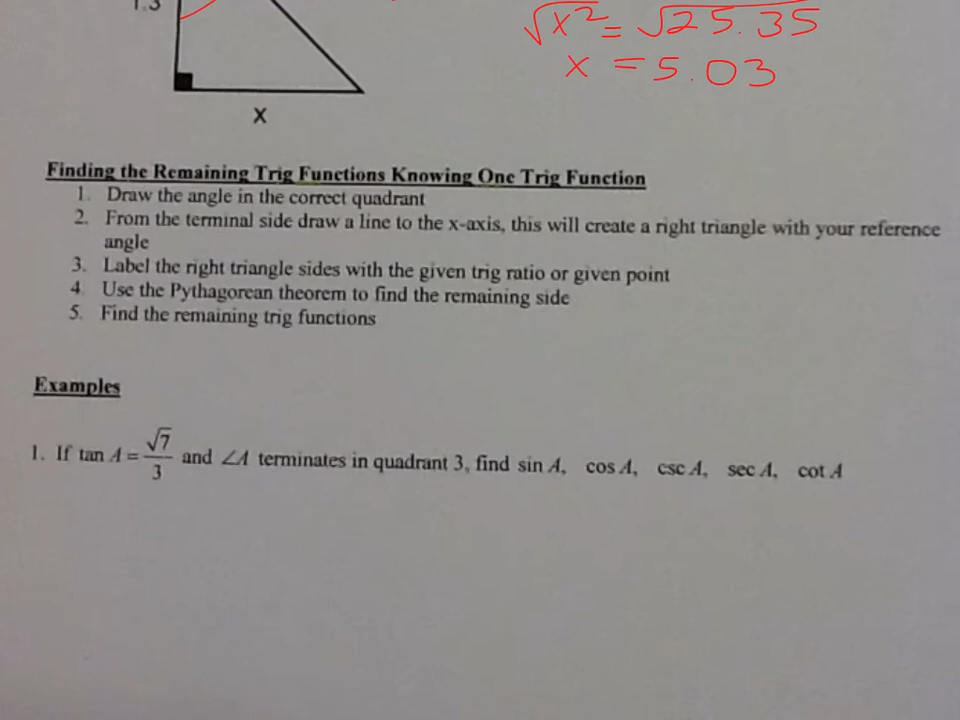 √x² = √25.35
x = 5.03
x
Finding the Remaining Trig Functions Knowing One Trig Function
1. Draw the angle in the correct quadrant
2. From the terminal side draw a line to the x-axis, this will create a right triangle with your reference
angle
3. Label the right triangle sides with the given trig ratio or given point
4. Use the Pythagorean theorem to find the remaining side
5. Find the remaining trig functions
Examples
1. If tan A = √7/3 and ∠A terminates in quadrant 3, find sin A, cos A, csc A, sec A, cot A